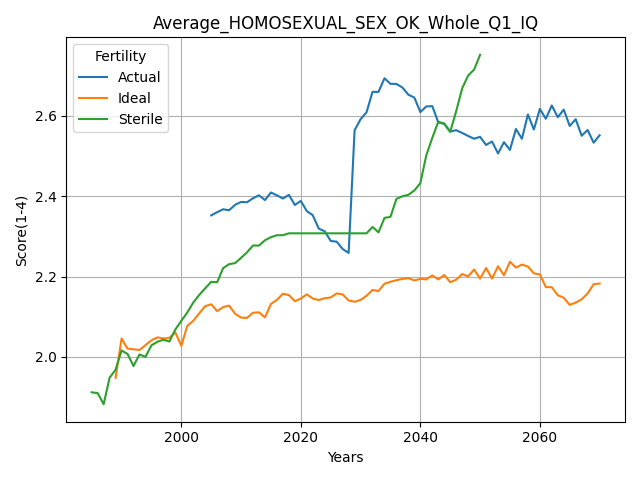 Average_HOMOSEXUAL_SEX_OK_Whole_Q1_IQ
Fertility
Actual
Ideal
Sterile
Score(1-4)
2.6
2.4
2.2
2.0
2000
2020
2040
2060
Years